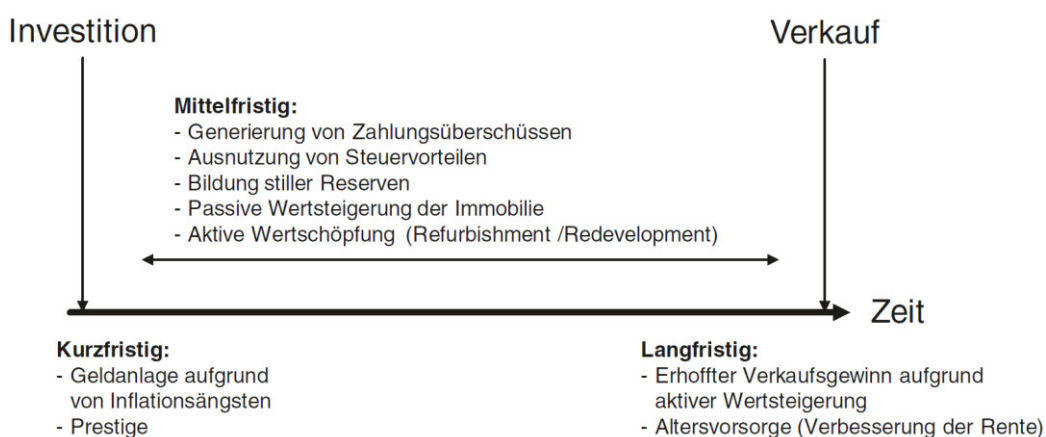 Investition
Verkauf
Mittelfristig:
- Generierung von Zahlungsüberschüssen
- Ausnutzung von Steuervorteilen
- Bildung stiller Reserven
- Passive Wertsteigerung der Immobilie
- Aktive Wertschöpfung (Refurbishment /Redevelopment)
Zeit
Kurzfristig:
- Geldanlage aufgrund
von Inflationsängsten
- Prestige
Langfristig:
- Erhoffter Verkaufsgewinn aufgrund
aktiver Wertsteigerung
- Altersvorsorge (Verbesserung der Rente)